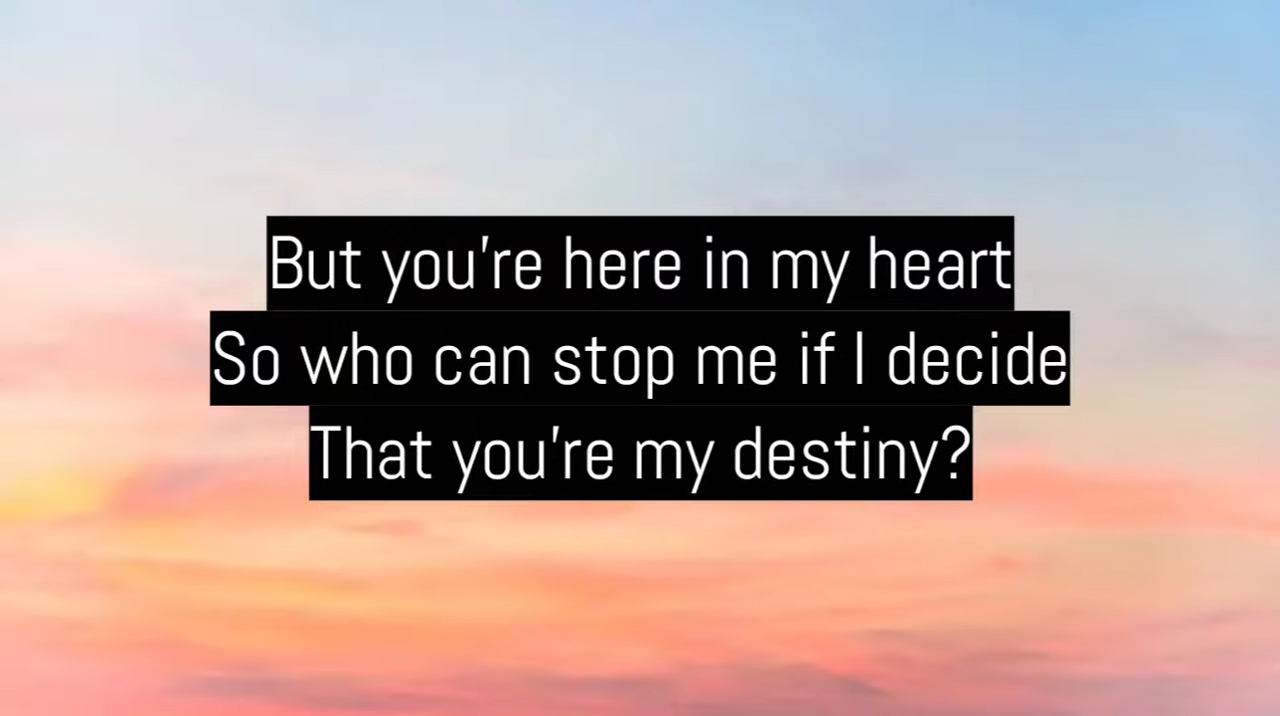 But you’re here in my heart
So who can stop me if I decide
That you’re my destiny?